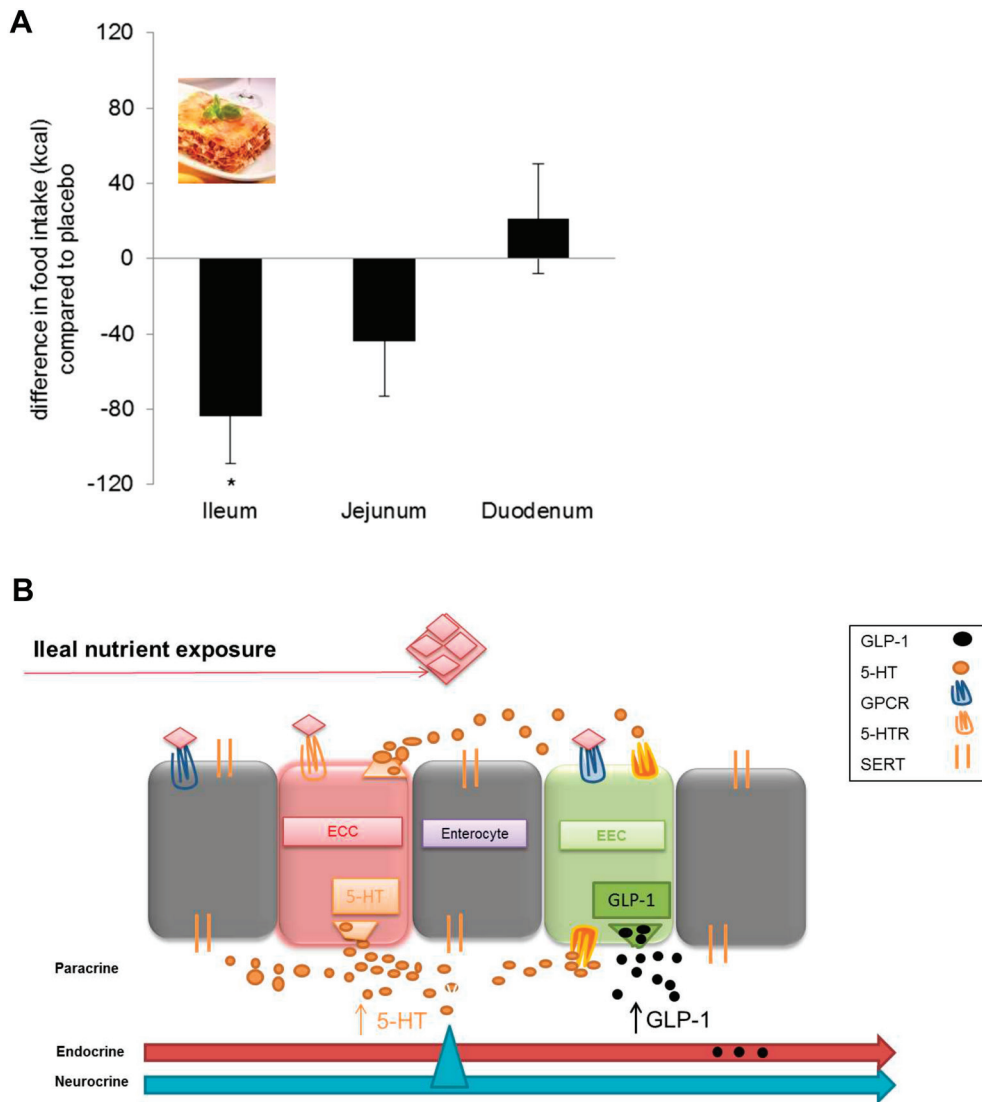 A
120
80
40
0
-40
-80
-120
difference in food intake (kcal)
compared to placebo
*
Ileum Jejunum Duodenum
B
Ileal nutrient exposure
GLP-1
5-HT
GPCR
5-HTR
SERT
ECC
Enterocyte
EEC
5-HT
GLP-1
Paracrine
↑ 5-HT
↑ GLP-1
Endocrine
Neurocrine